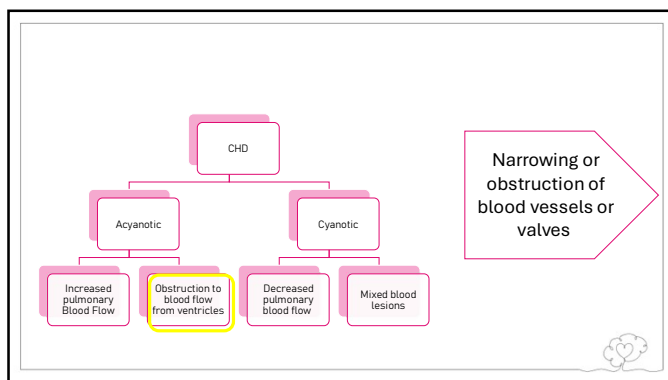 CHD
Acyanotic
Cyanotic
Increased
pulmonary
Blood Flow
Obstruction to
blood flow
from ventricles
Decreased
pulmonary
blood flow
Mixed blood
lesions
Narrowing or
obstruction of
blood vessels or
valves